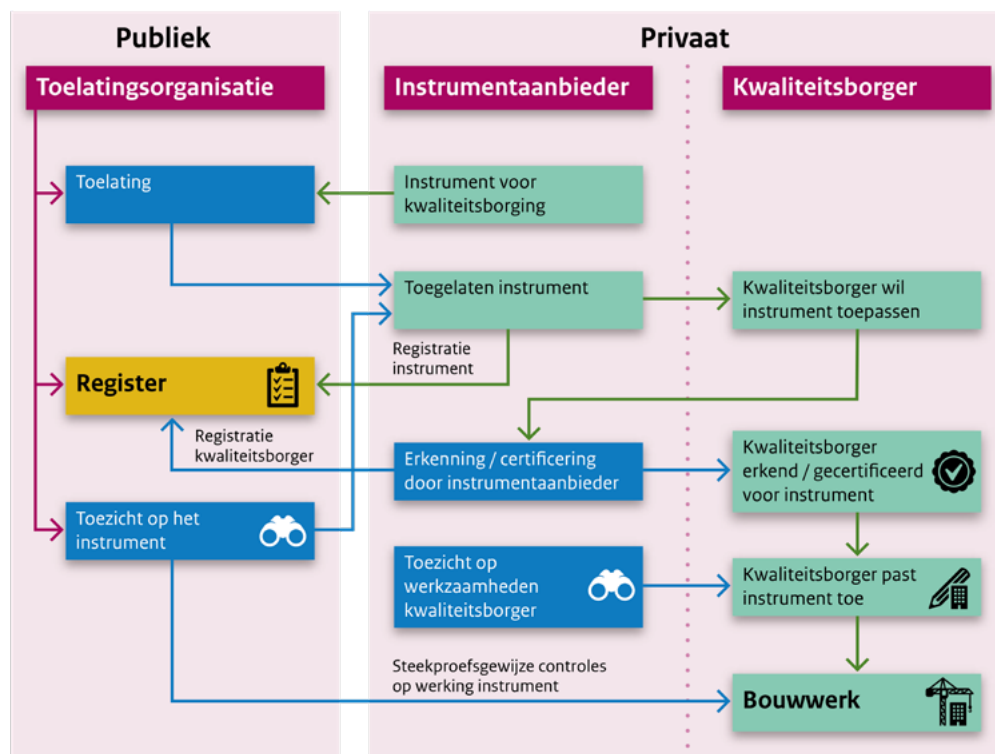 Publiek
Privaat
Toelatingsorganisatie
Instrumentaanbieder
Kwaliteitsborger
Toelating
Instrument voor
kwaliteitsborging
Toegelaten instrument
Kwaliteitsborger wil
instrument toepassen
Registratie
instrument
Register
Registratie
kwaliteitsborger
Erkenning / certificering
door instrumentaanbieder
Kwaliteitsborger
erkend / gecertificeerd
voor instrument
Toezicht op het
instrument
Toezicht op
werkzaamheden
kwaliteitsborger
Kwaliteitsborger past
instrument toe
Steekproefsgewijze controles
op werking instrument
Bouwwerk